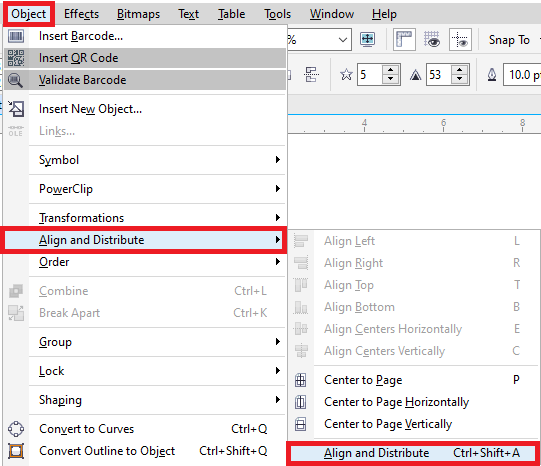 Object Effects Bitmaps Text Table Tools Window Help
Insert Barcode...
% Snap To
Insert QR Code
Validate Barcode
5 53 10.0 pt
Insert New Object...
Links...
OLE
4 6 8
Symbol
PowerClip
Transformations
Align and Distribute
Order
Combine Ctrl+L
Break Apart Ctrl+K
Group
Lock
Shaping
Convert to Curves Ctrl+Q
Convert Outline to Object Ctrl+Shift+Q
Align Left L
Align Right R
Align Top T
Align Bottom B
Align Centers Horizontally E
Align Centers Vertically C
Center to Page P
Center to Page Horizontally
Center to Page Vertically
Align and Distribute Ctrl+Shift+A